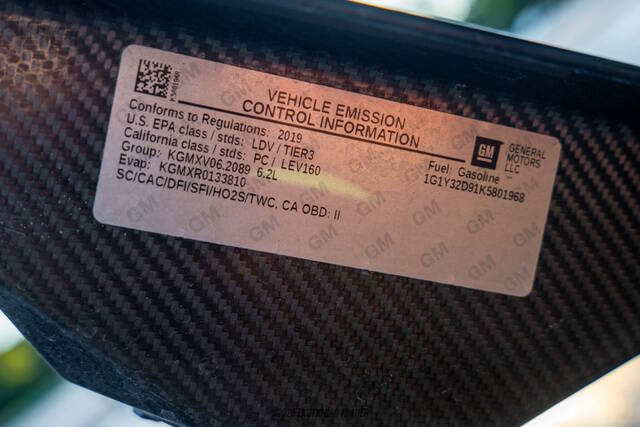 VEHICLE EMISSION
CONTROL INFORMATION
Conforms to Regulations: 2019
U.S. EPA class / stds: LDV / TIER3
California class / stds: PC / LEV160
Group: KGMXV06.2089 6.2L
Evap: KGMXR0133810
SC/CAC/DFI/SFI/HO2S/TWC, CA OBD: II
GM
GENERAL
MOTORS
LLC
Fuel: Gasoline
1G1Y32D91K5801968